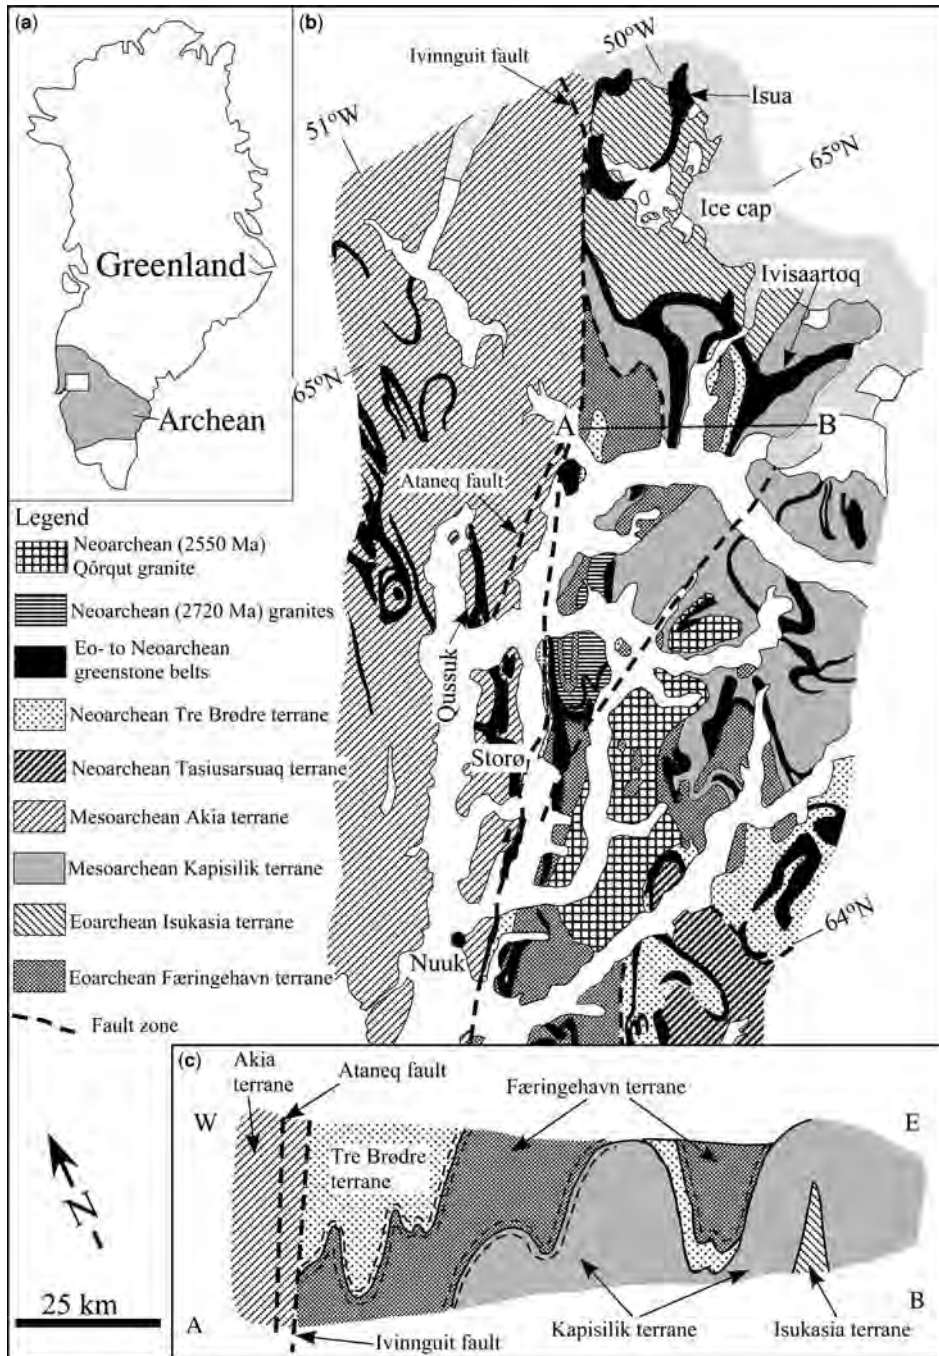 (a)
Greenland
Archean
(b)
Ivinnguit fault
50°W
Isua
51°W
65°N
Ice cap
Ivisaartoq
65°N
A
B
Ataneq fault
Qussuk
Storø
Nuuk
64°N
Legend
Neoarchean (2550 Ma)
Qôrqut granite
Neoarchean (2720 Ma) granites
Eo- to Neoarchean
greenstone belts
Neoarchean Tre Brødre terrane
Neoarchean Tasiusarsuaq terrane
Mesoarchean Akia terrane
Mesoarchean Kapisilik terrane
Eoarchean Isukasia terrane
Eoarchean Færingehavn terrane
Fault zone
N
25 km
(c)
Akia
terrane
Ataneq fault
Færingehavn terrane
W
E
Tre Brødre
terrane
A
B
Ivinnguit fault
Kapisilik terrane
Isukasia terrane